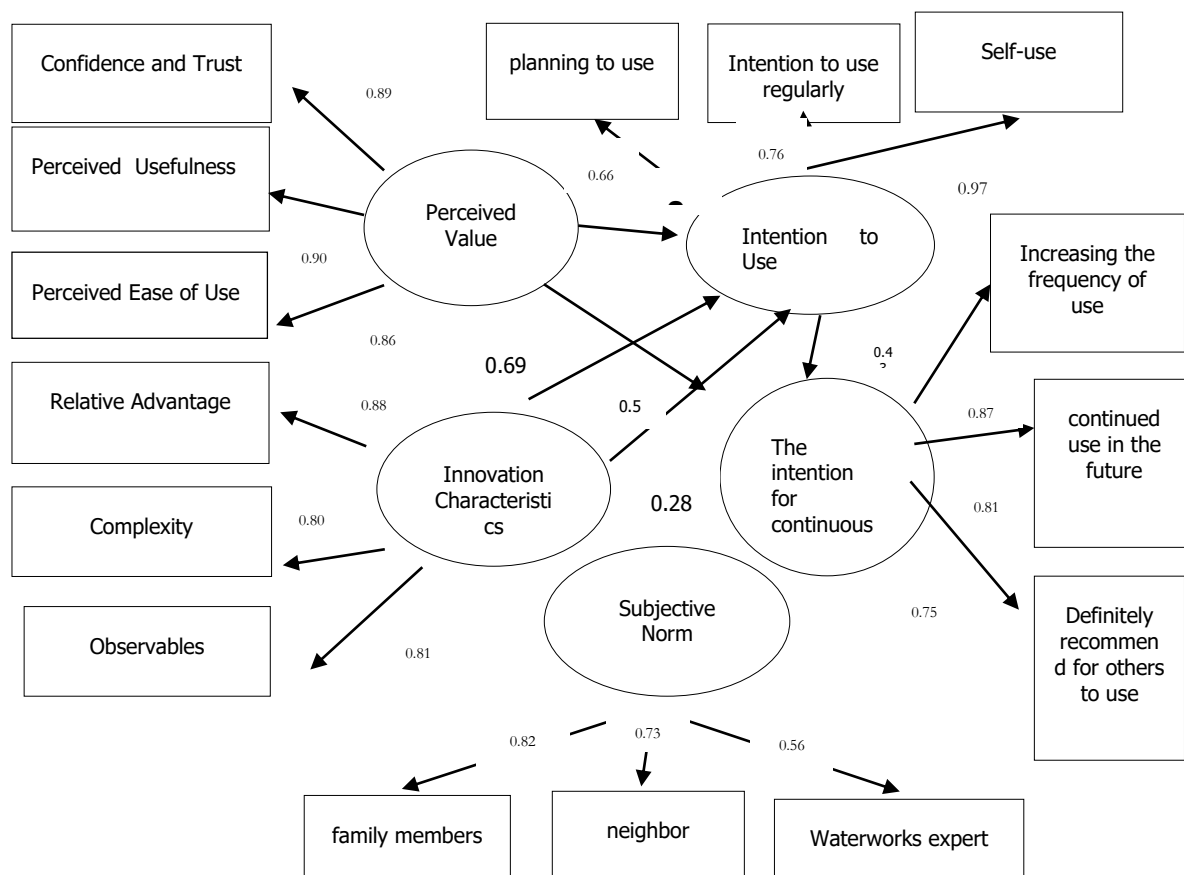 Confidence and Trust
planning to use
Intention to use
regularly
Self-use
0.89
Perceived Usefulness
0.66
0.76
0.97
Perceived
Value
Intention to
Use
0.90
Perceived Ease of Use
Increasing the
frequency of
use
0.86
0.69
0.4
Relative Advantage
0.88
0.5
0.87
continued
use in the
future
The
intention
for
continuous
Innovation
Characteristi
cs
0.28
0.81
Complexity
0.80
Subjective
Norm
0.75
Definitely
recommen
d for others
to use
Observables
0.81
0.82
0.73
0.56
family members
neighbor
Waterworks expert